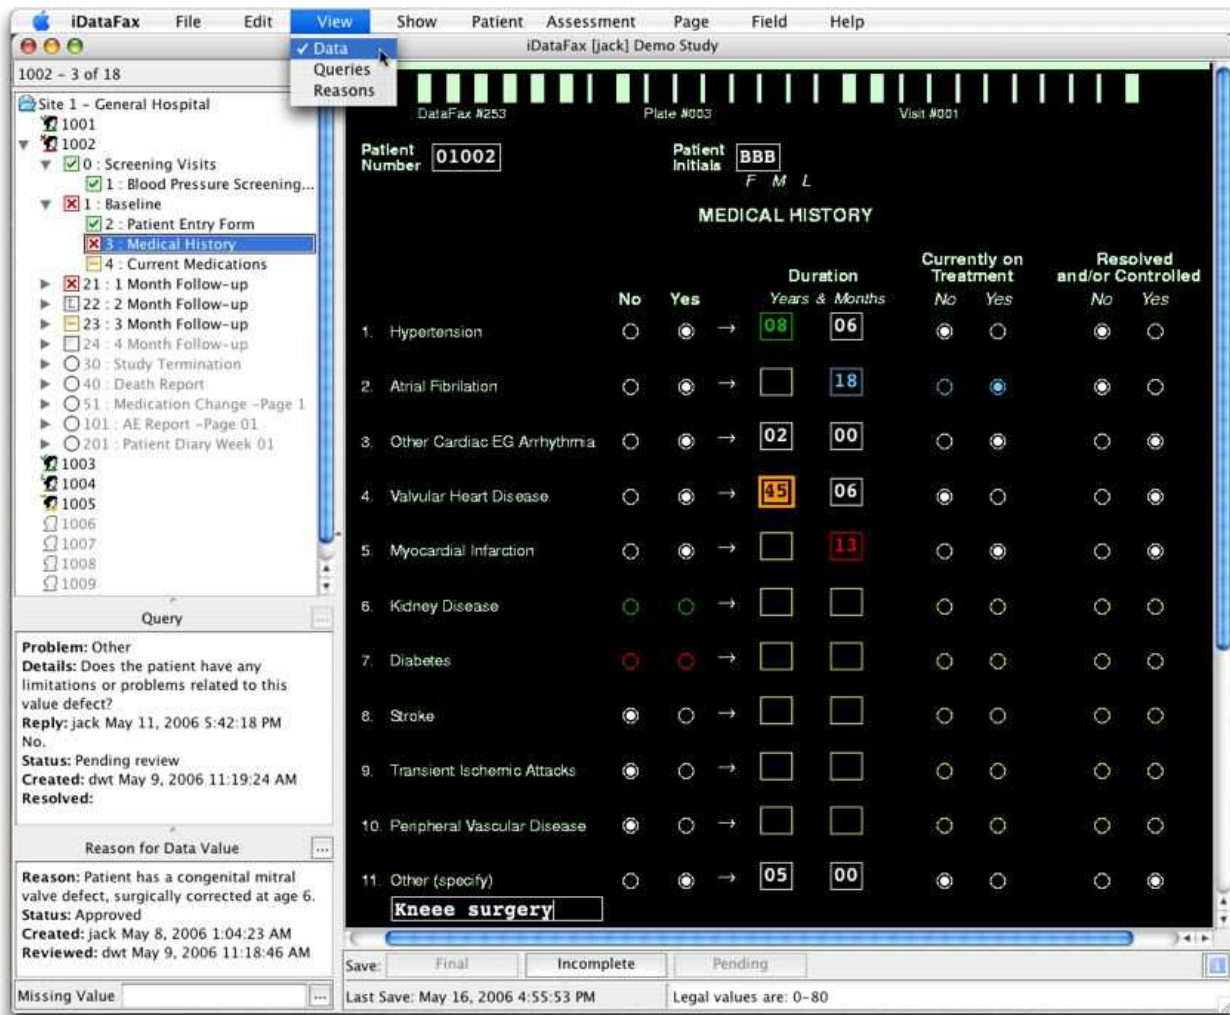 iDataFax File Edit View Show Patient Assessment Page Field Help
iDataFax [jack] Demo Study
✓ Data
Queries
Reasons
1002 - 3 of 18
Site 1 - General Hospital
1001
1002
0 : Screening Visits
1 : Blood Pressure Screening...
1 : Baseline
2 : Patient Entry Form
3 : Medical History
4 : Current Medications
21 : 1 Month Follow-up
L 22 : 2 Month Follow-up
23 : 3 Month Follow-up
24 : 4 Month Follow-up
30 : Study Termination
40 : Death Report
51 : Medication Change -Page 1
101 : AE Report -Page 01
201 : Patient Diary Week 01
1003
1004
1005
1006
1007
1008
1009
Query
...
Problem: Other
Details: Does the patient have any
limitations or problems related to this
value defect?
Reply: jack May 11, 2006 5:42:18 PM
No.
Status: Pending review
Created: dwt May 9, 2006 11:19:24 AM
Resolved:
Reason for Data Value
...
Reason: Patient has a congenital mitral
valve defect, surgically corrected at age 6.
Status: Approved
Created: jack May 8, 2006 1:04:23 AM
Reviewed: dwt May 9, 2006 11:18:46 AM
Missing Value ...
DataFax #253 Plate #003 Visit #001
Patient Number 01002 Patient Initials BBB
F M L
MEDICAL HISTORY
Duration Currently on Treatment Resolved and/or Controlled
No Yes Years & Months No Yes No Yes
1. Hypertension → 08 06
2. Atrial Fibrilation → 18
3. Other Cardiac EG Arrhythmia → 02 00
4. Valvular Heart Disease → 45 06
5. Myocardial Infarction → 13
6. Kidney Disease →
7. Diabetes →
8. Stroke →
9. Transient Ischemic Attacks →
10. Peripheral Vascular Disease →
11. Other (specify) → 05 00
Kneee surgery
Save: Final Incomplete Pending
Last Save: May 16, 2006 4:55:53 PM Legal values are: 0-80